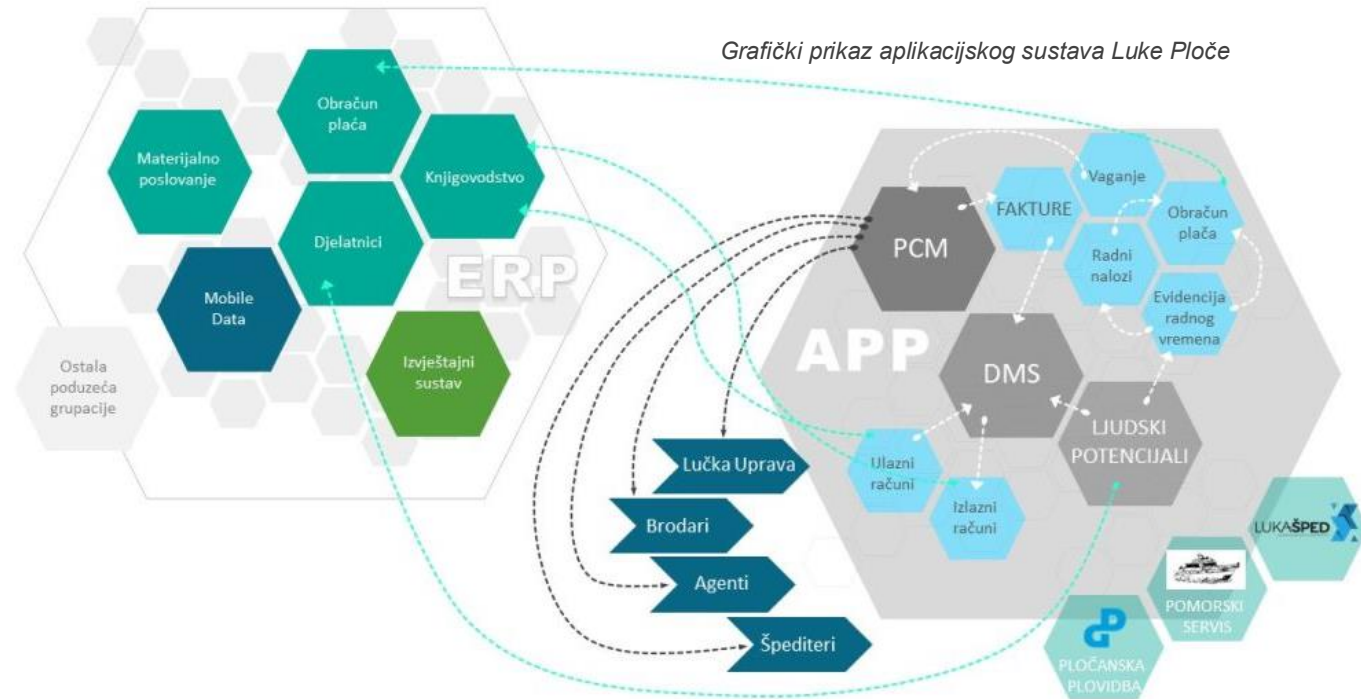 Grafički prikaz aplikacijskog sustava Luke Ploče
Obračun
plaća
Materijalno
poslovanje
Knjigovodstvo
Djelatnici
ERP
Mobile
Data
Izvještajni
sustav
Ostala
poduzeća
grupacije
Vaganje
FAKTURE
Obračun
plača
PCM
Radni
nalozi
Evidencija
radnog
vremena
APP
DMS
LJUDSKI
POTENCIJALI
Ulazni
računi
Izlazni
računi
Lučka Uprava
Brodari
Agenti
Špediteri
LUKAŠPED
POMORSKI
SERVIS
PLOČANSKA
PLOVIDBA